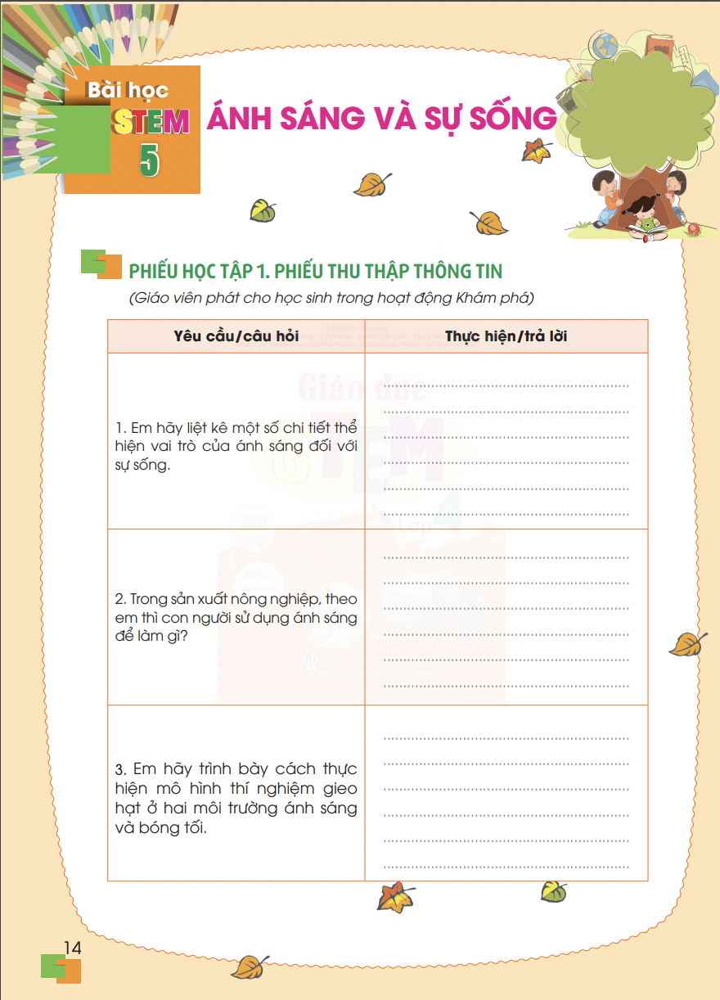 Bài học
STEM
5
ÁNH SÁNG VÀ SỰ SỐNG
PHIẾU HỌC TẬP 1. PHIẾU THU THẬP THÔNG TIN
(Giáo viên phát cho học sinh trong hoạt động Khám phá)
Yêu cầu/câu hỏi
Thực hiện/trả lời
1. Em hãy liệt kê một số chi tiết thể
hiện vai trò của ánh sáng đối với
sự sống.
2. Trong sản xuất nông nghiệp, theo
em thì con người sử dụng ánh sáng
để làm gì?
3. Em hãy trình bày cách thực
hiện mô hình thí nghiệm gieo
hạt ở hai môi trường ánh sáng
và bóng tối.
Giáo dục
STEM
Lớp 4
14